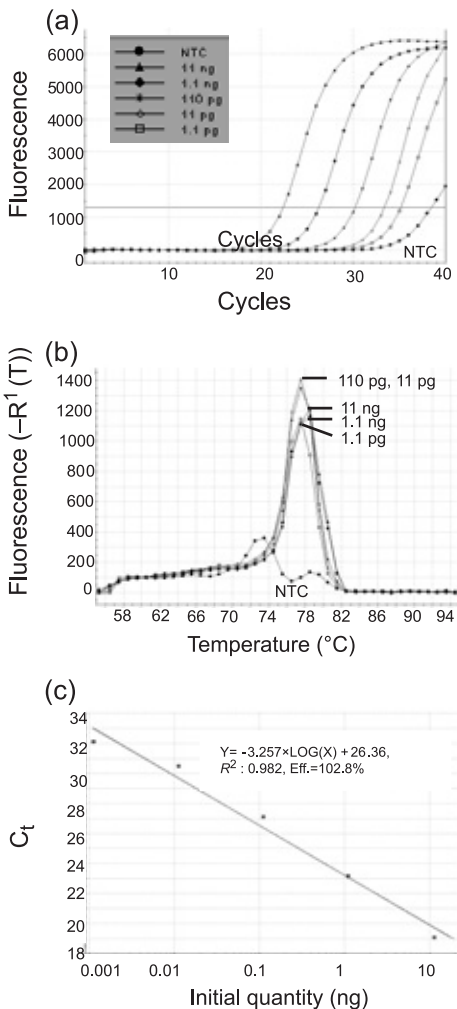 (a)
Fluorescence
6000
5000
4000
3000
2000
1000
0
NTC
11 ng
1.1 ng
110 pg
11 pg
1.1 pg
Cycles
NTC
10
20
30
40
Cycles
(b)
Fluorescence (–R¹ (T))
1400
1200
1000
800
600
400
200
0
110 pg, 11 pg
11 ng
1.1 ng
1.1 pg
NTC
58 62 66 70 74 78 82 86 90 94
Temperature (°C)
(c)
Cₜ
34
32
30
28
26
24
22
20
18
Y= -3.257×LOG(X) + 26.36,
R² : 0.982, Eff.=102.8%
0.001 0.01 0.1 1 10
Initial quantity (ng)